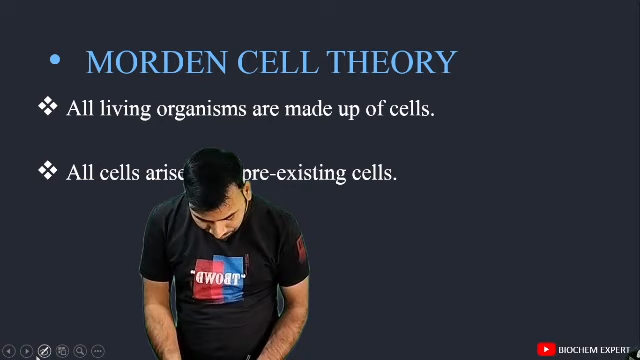 • MORDEN CELL THEORY
❖ All living organisms are made up of cells.
❖ All cells arise pre-existing cells.
BIOCHEM EXPERT